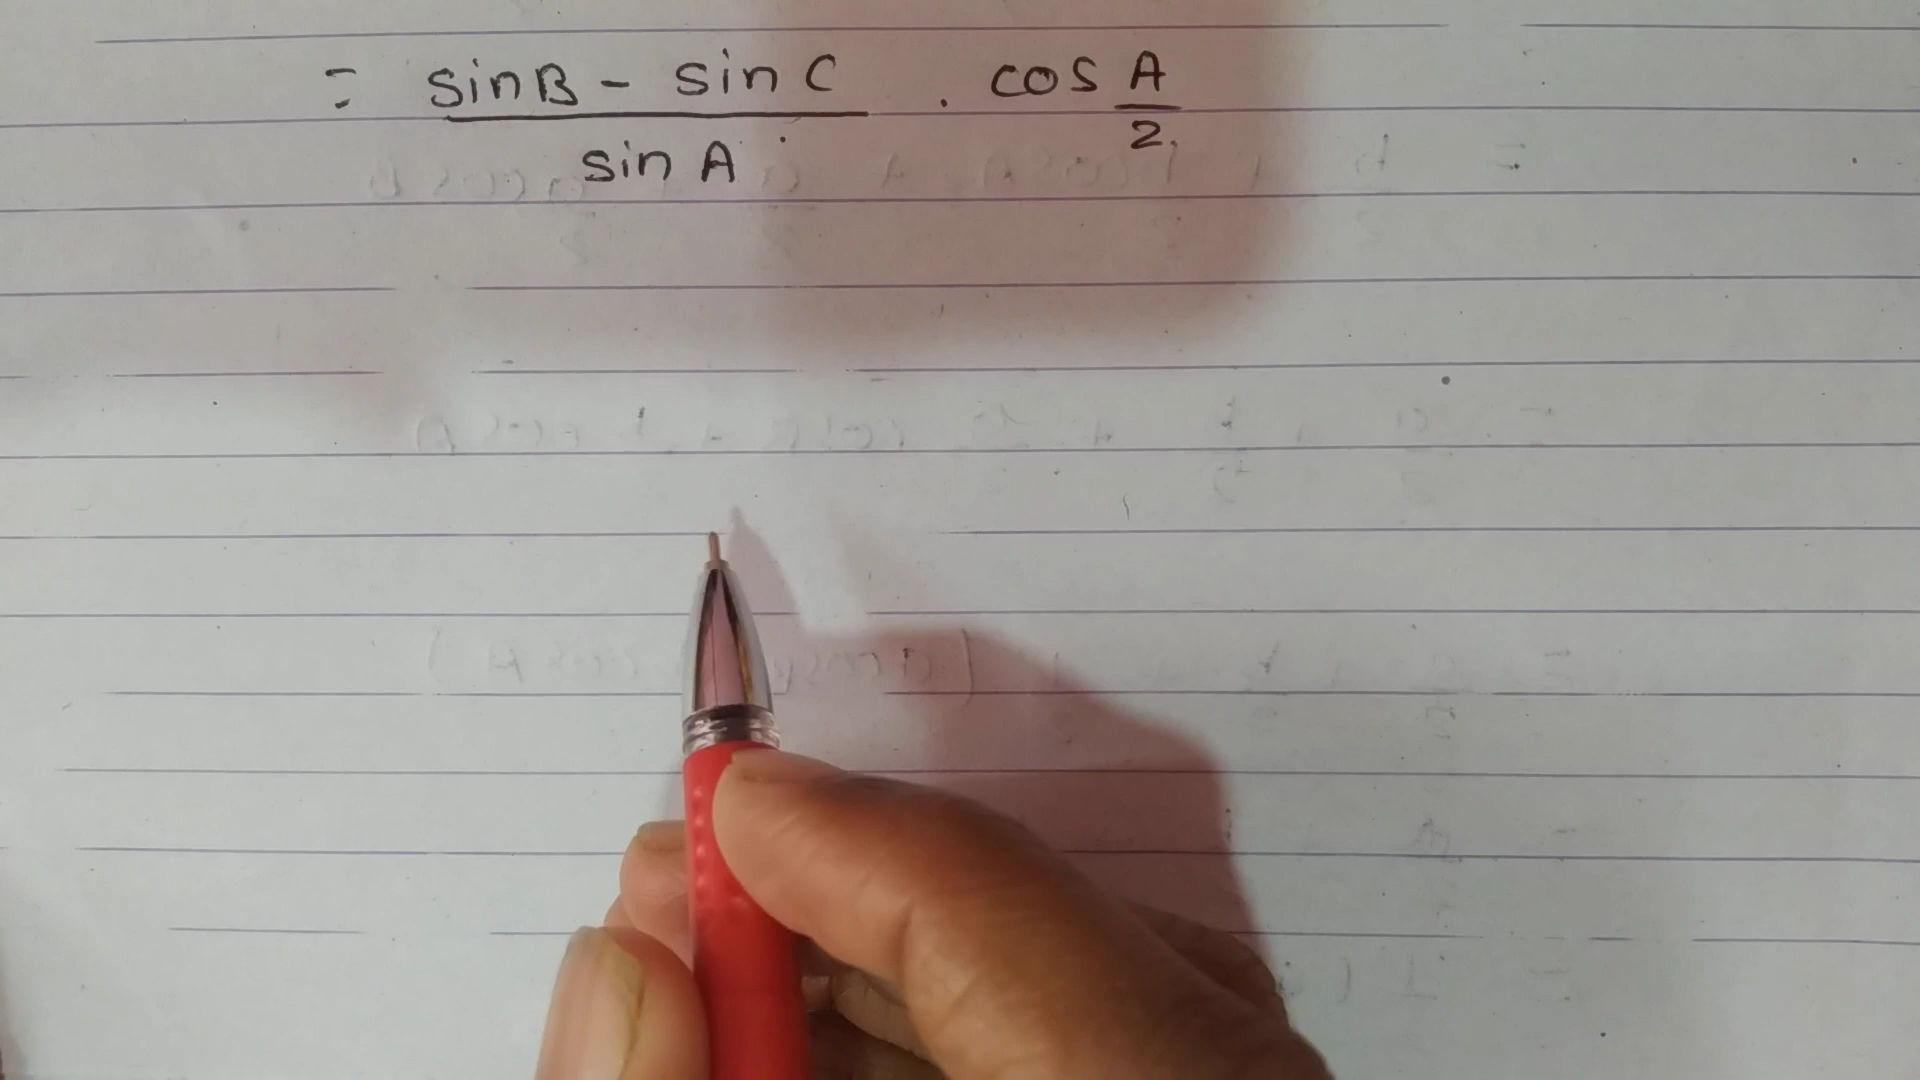 = sinB - sin C . cos A
sin A 2